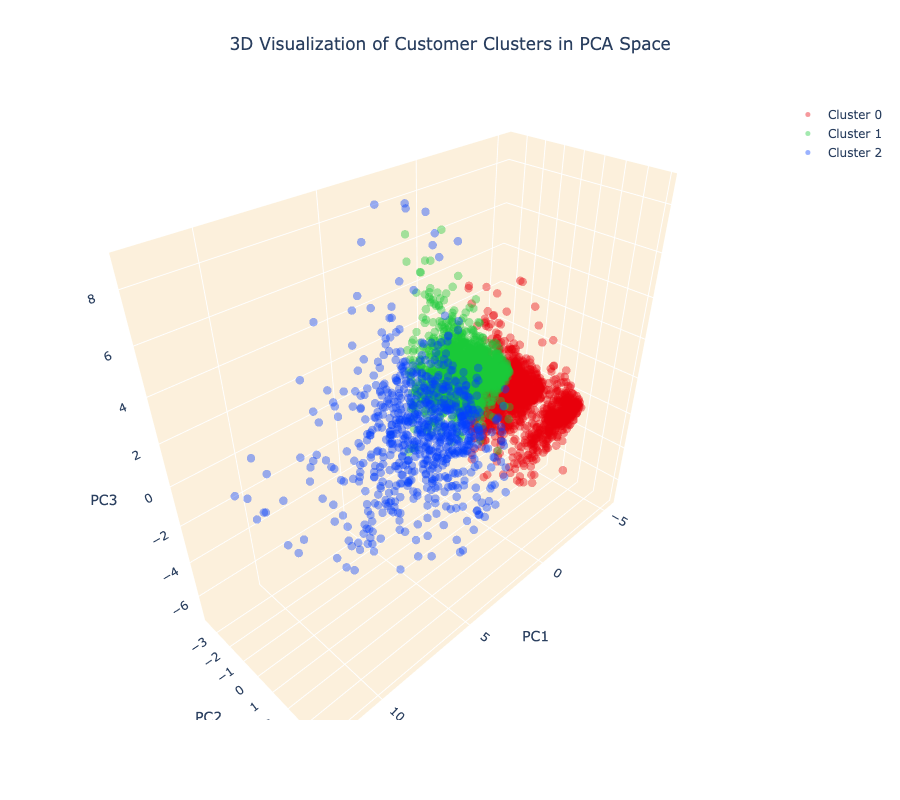 3D Visualization of Customer Clusters in PCA Space
Cluster 0
Cluster 1
Cluster 2
8
6
4
2
0
−2
−4
−6
PC3
−3
−2
−1
0
1
PC2
−5
0
5
10
PC1